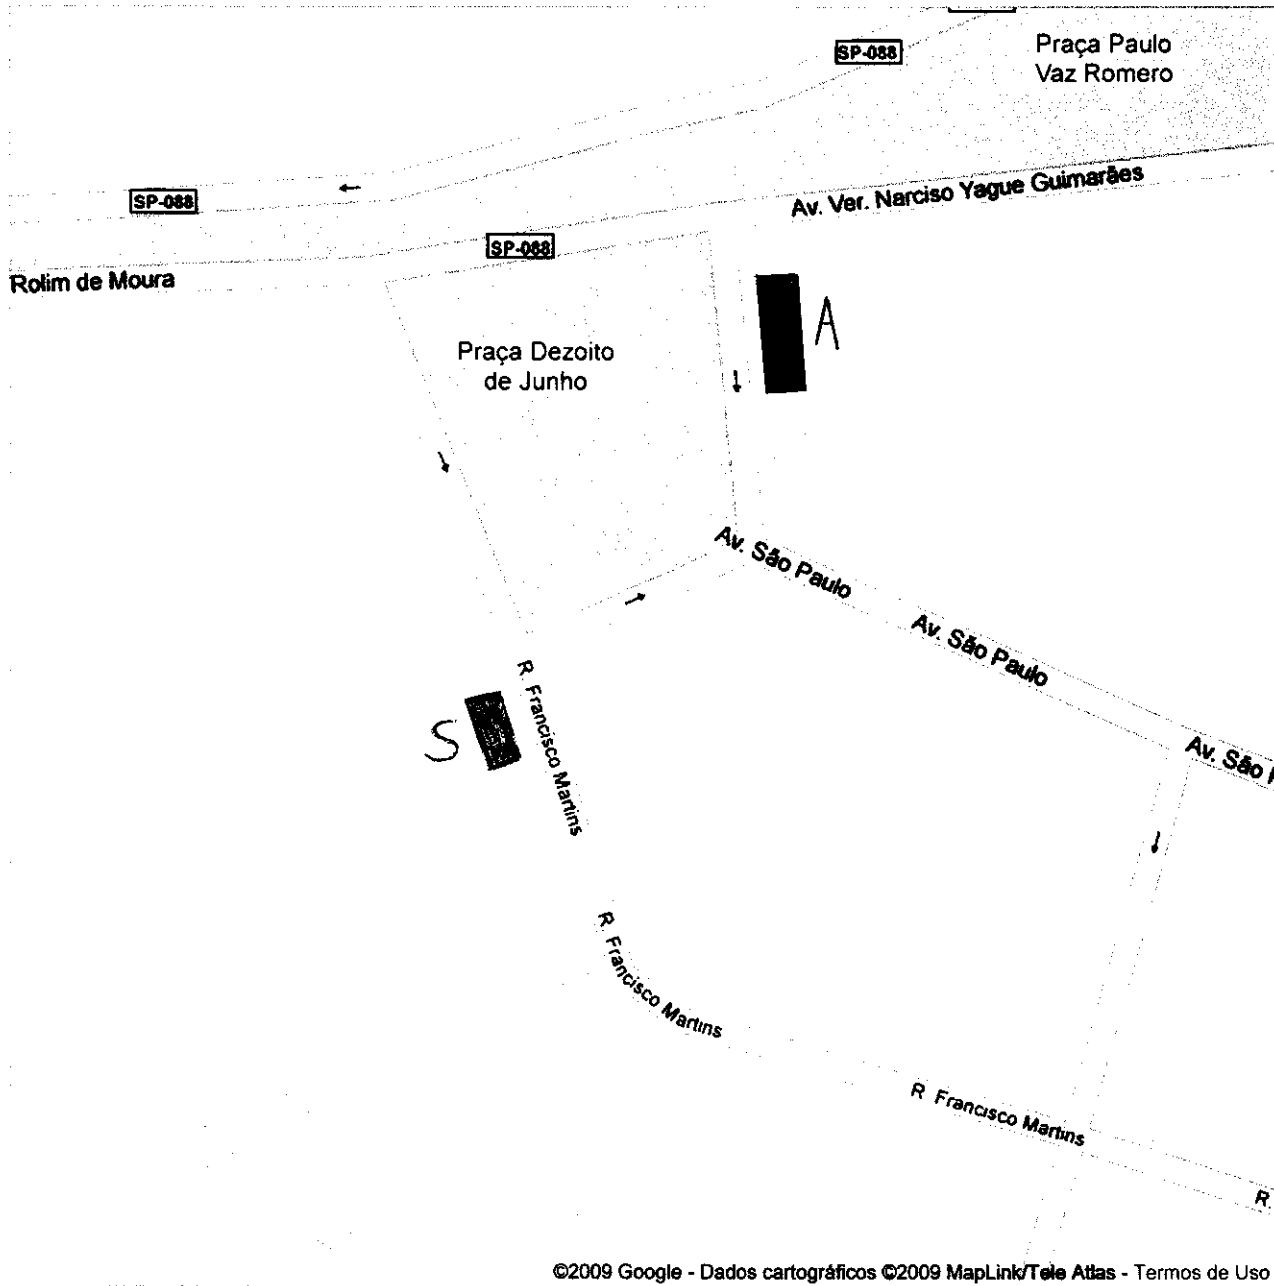 SP-088
Praça Paulo
Vaz Romero
SP-088
Av. Ver. Narciso Yague Guimarães
SP-088
Rolim de Moura
A
Praça Dezoito
de Junho
Av. São Paulo
Av. São Paulo
R. Francisco Martins
S
Av. São P
R. Francisco Martins
R Francisco Martins
R.
©2009 Google - Dados cartográficos ©2009 MapLink/Tele Atlas - Termos de Uso